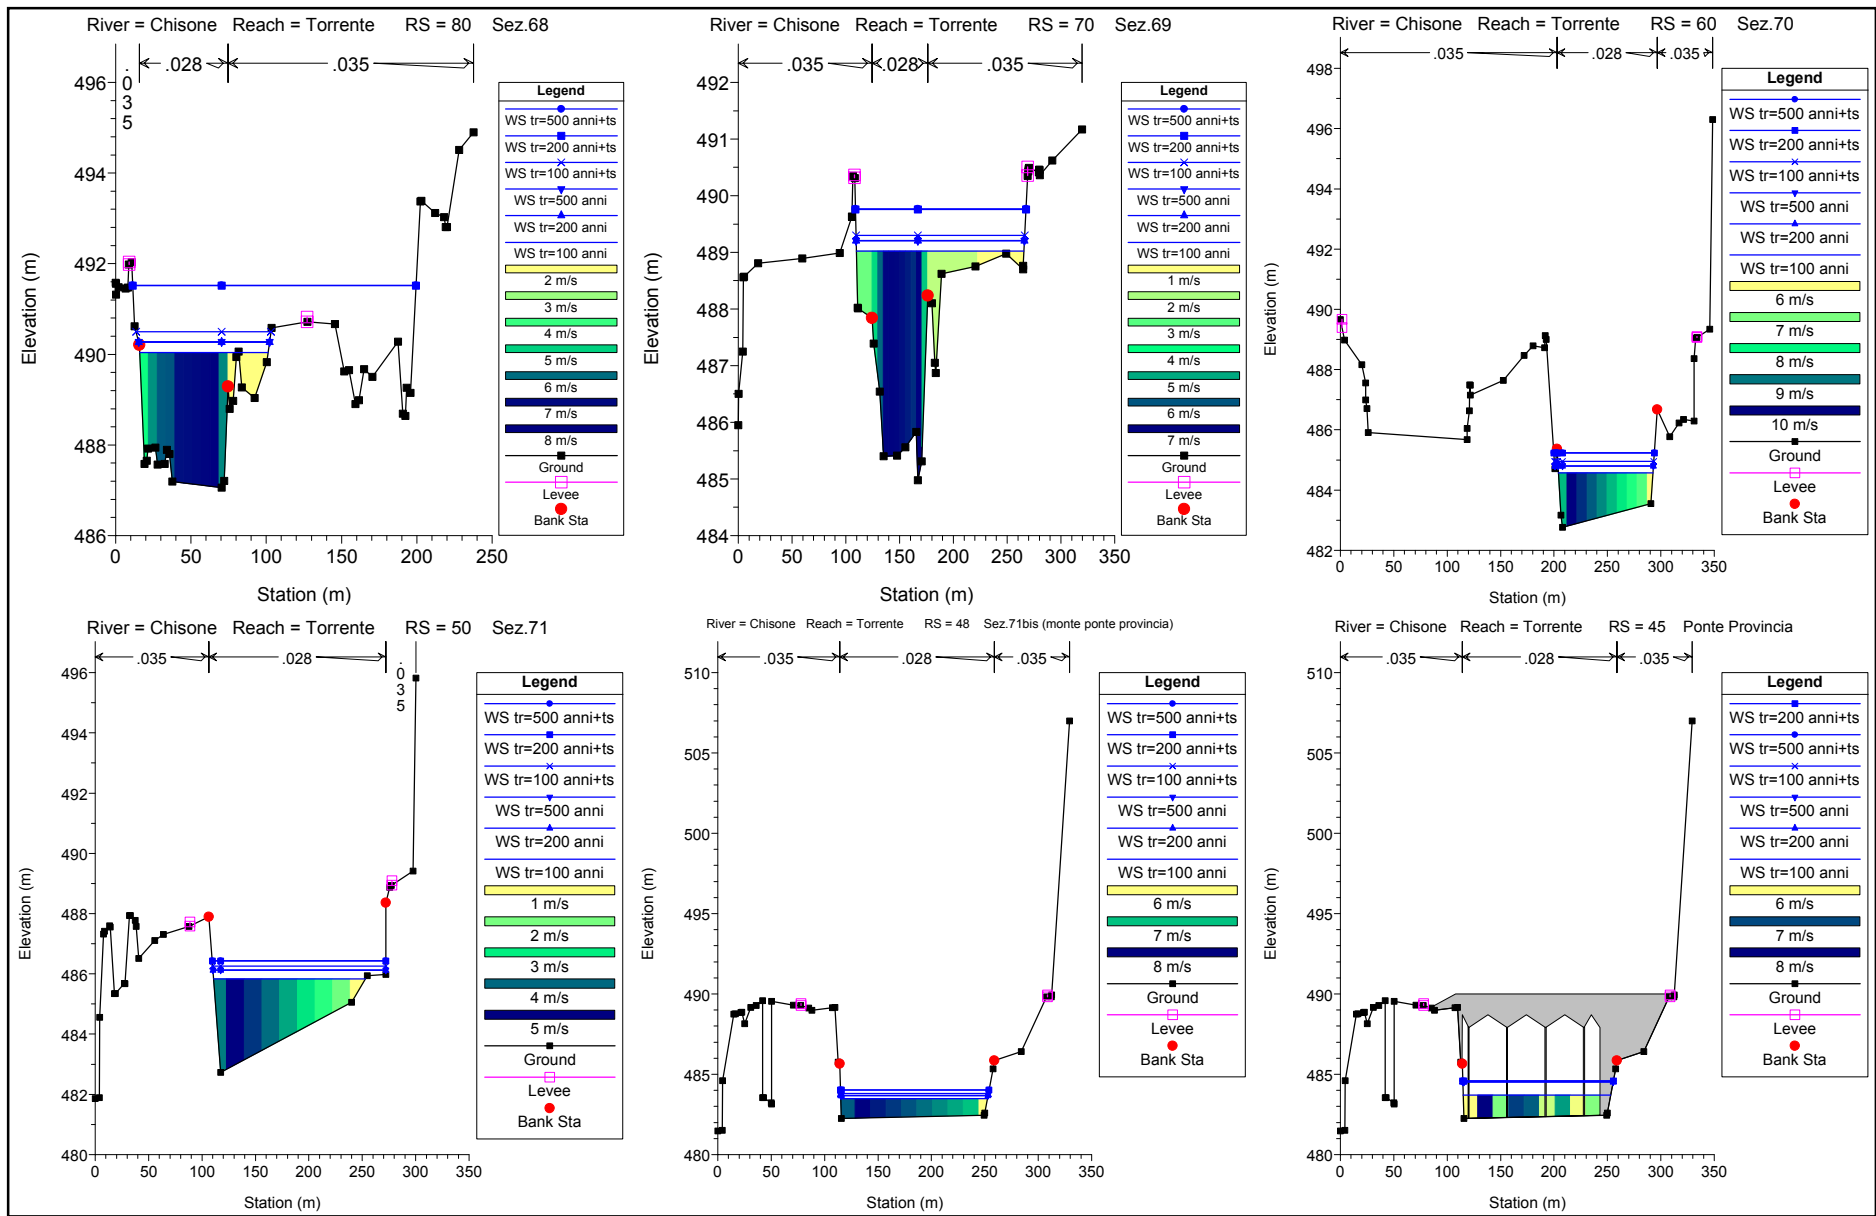 River = Chisone Reach = Torrente RS = 80 Sez.68
.035 .028 .035
Elevation (m)
496
494
492
490
488
486
0 50 100 150 200 250
Station (m)
Legend
WS tr=500 anni+ts
WS tr=200 anni+ts
WS tr=100 anni+ts
WS tr=500 anni
WS tr=200 anni
WS tr=100 anni
2 m/s
3 m/s
4 m/s
5 m/s
6 m/s
7 m/s
8 m/s
Ground
Levee
Bank Sta
River = Chisone Reach = Torrente RS = 70 Sez.69
.035 .028 .035
Elevation (m)
492
491
490
489
488
487
486
485
484
0 50 100 150 200 250 300 350
Station (m)
Legend
WS tr=500 anni+ts
WS tr=200 anni+ts
WS tr=100 anni+ts
WS tr=500 anni
WS tr=200 anni
WS tr=100 anni
1 m/s
2 m/s
3 m/s
4 m/s
5 m/s
6 m/s
7 m/s
Ground
Levee
Bank Sta
River = Chisone Reach = Torrente RS = 60 Sez.70
.035 .028 .035
Elevation (m)
498
496
494
492
490
488
486
484
482
0 50 100 150 200 250 300 350
Station (m)
Legend
WS tr=500 anni+ts
WS tr=200 anni+ts
WS tr=100 anni+ts
WS tr=500 anni
WS tr=200 anni
WS tr=100 anni
6 m/s
7 m/s
8 m/s
9 m/s
10 m/s
Ground
Levee
Bank Sta
River = Chisone Reach = Torrente RS = 50 Sez.71
.035 .028 .035
Elevation (m)
496
494
492
490
488
486
484
482
480
0 50 100 150 200 250 300 350
Station (m)
Legend
WS tr=500 anni+ts
WS tr=200 anni+ts
WS tr=100 anni+ts
WS tr=500 anni
WS tr=200 anni
WS tr=100 anni
1 m/s
2 m/s
3 m/s
4 m/s
5 m/s
Ground
Levee
Bank Sta
River = Chisone Reach = Torrente RS = 48 Sez.71bis (monte ponte provincia)
.035 .028 .035
Elevation (m)
510
505
500
495
490
485
480
0 50 100 150 200 250 300 350
Station (m)
Legend
WS tr=500 anni+ts
WS tr=200 anni+ts
WS tr=100 anni+ts
WS tr=500 anni
WS tr=200 anni
WS tr=100 anni
6 m/s
7 m/s
8 m/s
Ground
Levee
Bank Sta
River = Chisone Reach = Torrente RS = 45 Ponte Provincia
.035 .028 .035
Elevation (m)
510
505
500
495
490
485
480
0 50 100 150 200 250 300 350
Station (m)
Legend
WS tr=200 anni+ts
WS tr=500 anni+ts
WS tr=100 anni+ts
WS tr=500 anni
WS tr=200 anni
WS tr=100 anni
6 m/s
7 m/s
8 m/s
Ground
Levee
Bank Sta